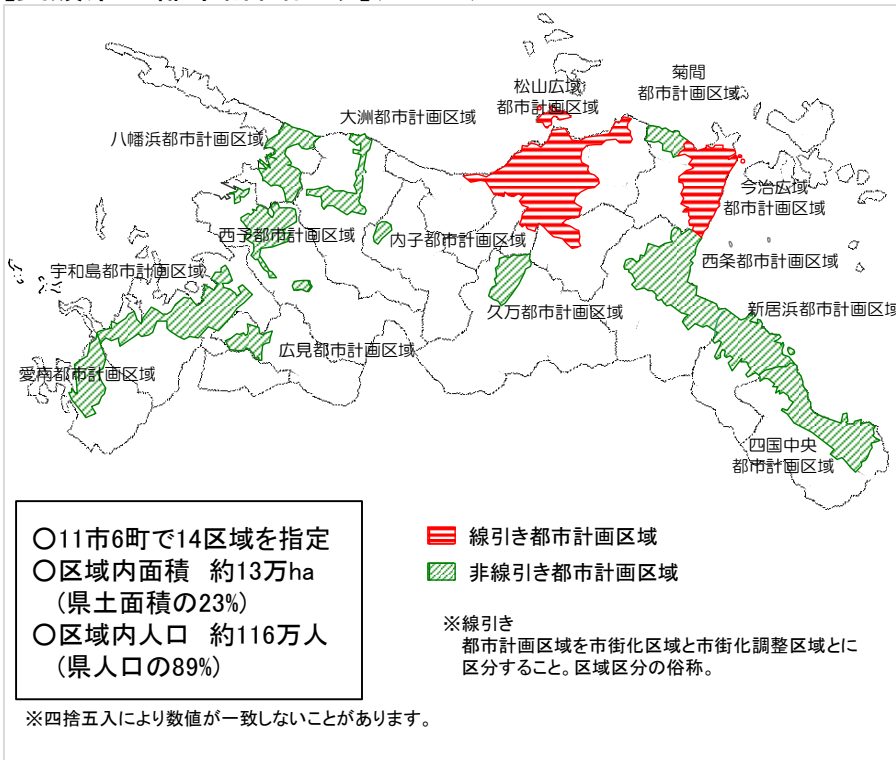 菊間
都市計画区域
松山広域
都市計画区域
大洲都市計画区域
八幡浜都市計画区域
今治広域
都市計画区域
西予都市計画区域
内子都市計画区域
西条都市計画区域
宇和島都市計画区域
久万都市計画区域
新居浜都市計画区域
広見都市計画区域
愛南都市計画区域
四国中央
都市計画区域
○11市6町で14区域を指定
○区域内面積 約13万ha
(県土面積の23%)
○区域内人口 約116万人
(県人口の89%)
線引き都市計画区域
非線引き都市計画区域
※線引き
都市計画区域を市街化区域と市街化調整区域とに
区分すること。区域区分の俗称。
※四捨五入により数値が一致しないことがあります。